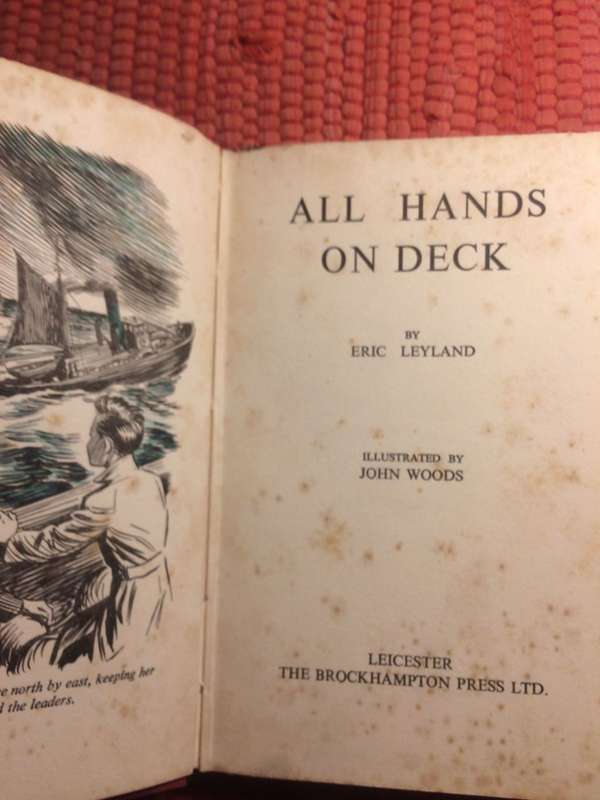 north by east, keeping her
the leaders.
ALL HANDS
ON DECK
BY
ERIC LEYLAND
ILLUSTRATED BY
JOHN WOODS
LEICESTER
THE BROCKHAMPTON PRESS LTD.